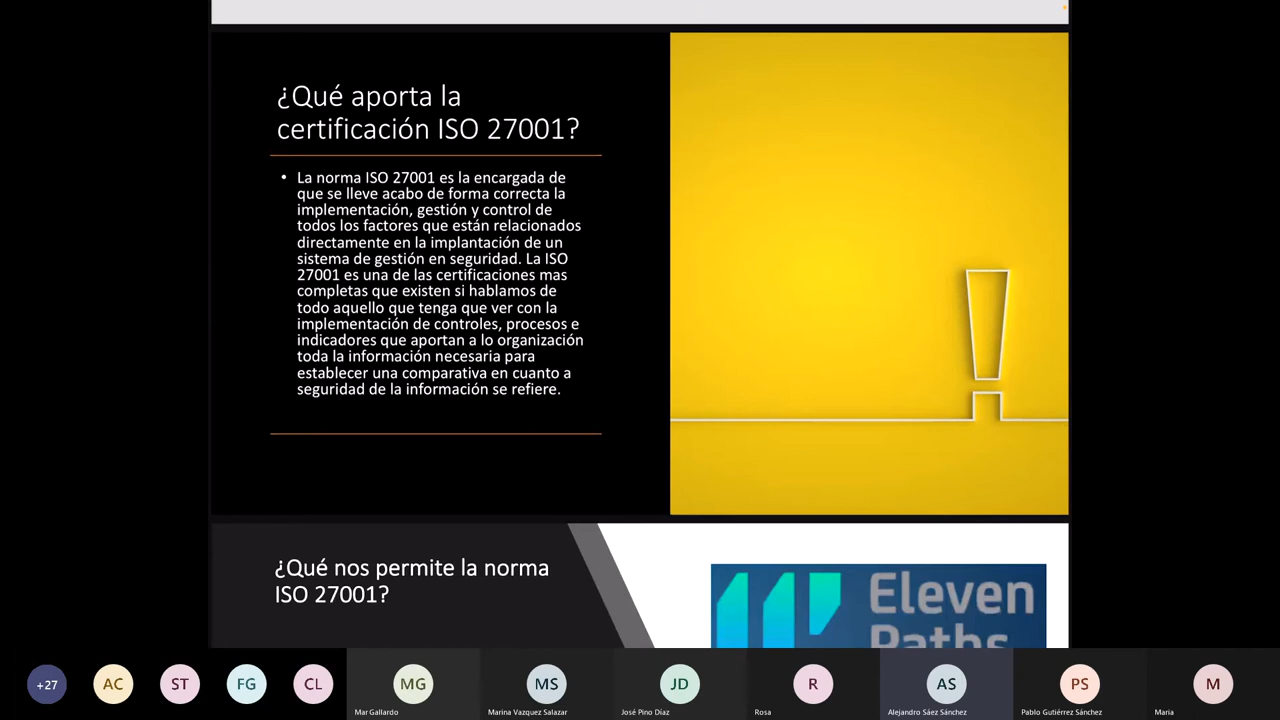 ¿Qué aporta la
certificación ISO 27001?
• La norma ISO 27001 es la encargada de
que se lleve acabo de forma correcta la
implementación, gestión y control de
todos los factores que están relacionados
directamente en la implantación de un
sistema de gestión en seguridad. La ISO
27001 es una de las certificaciones mas
completas que existen si hablamos de
todo aquello que tenga que ver con la
implementación de controles, procesos e
indicadores que aportan a lo organización
toda la información necesaria para
establecer una comparativa en cuanto a
seguridad de la información se refiere.
¿Qué nos permite la norma
ISO 27001?
Eleven
Paths
+27
AC
ST
FG
CL
MG
MS
JD
R
AS
PS
M
Mar Gallardo
Marina Vazquez Salazar
José Pino Díaz
Rosa
Alejandro Sáez Sánchez
Pablo Gutiérrez Sánchez
Maria